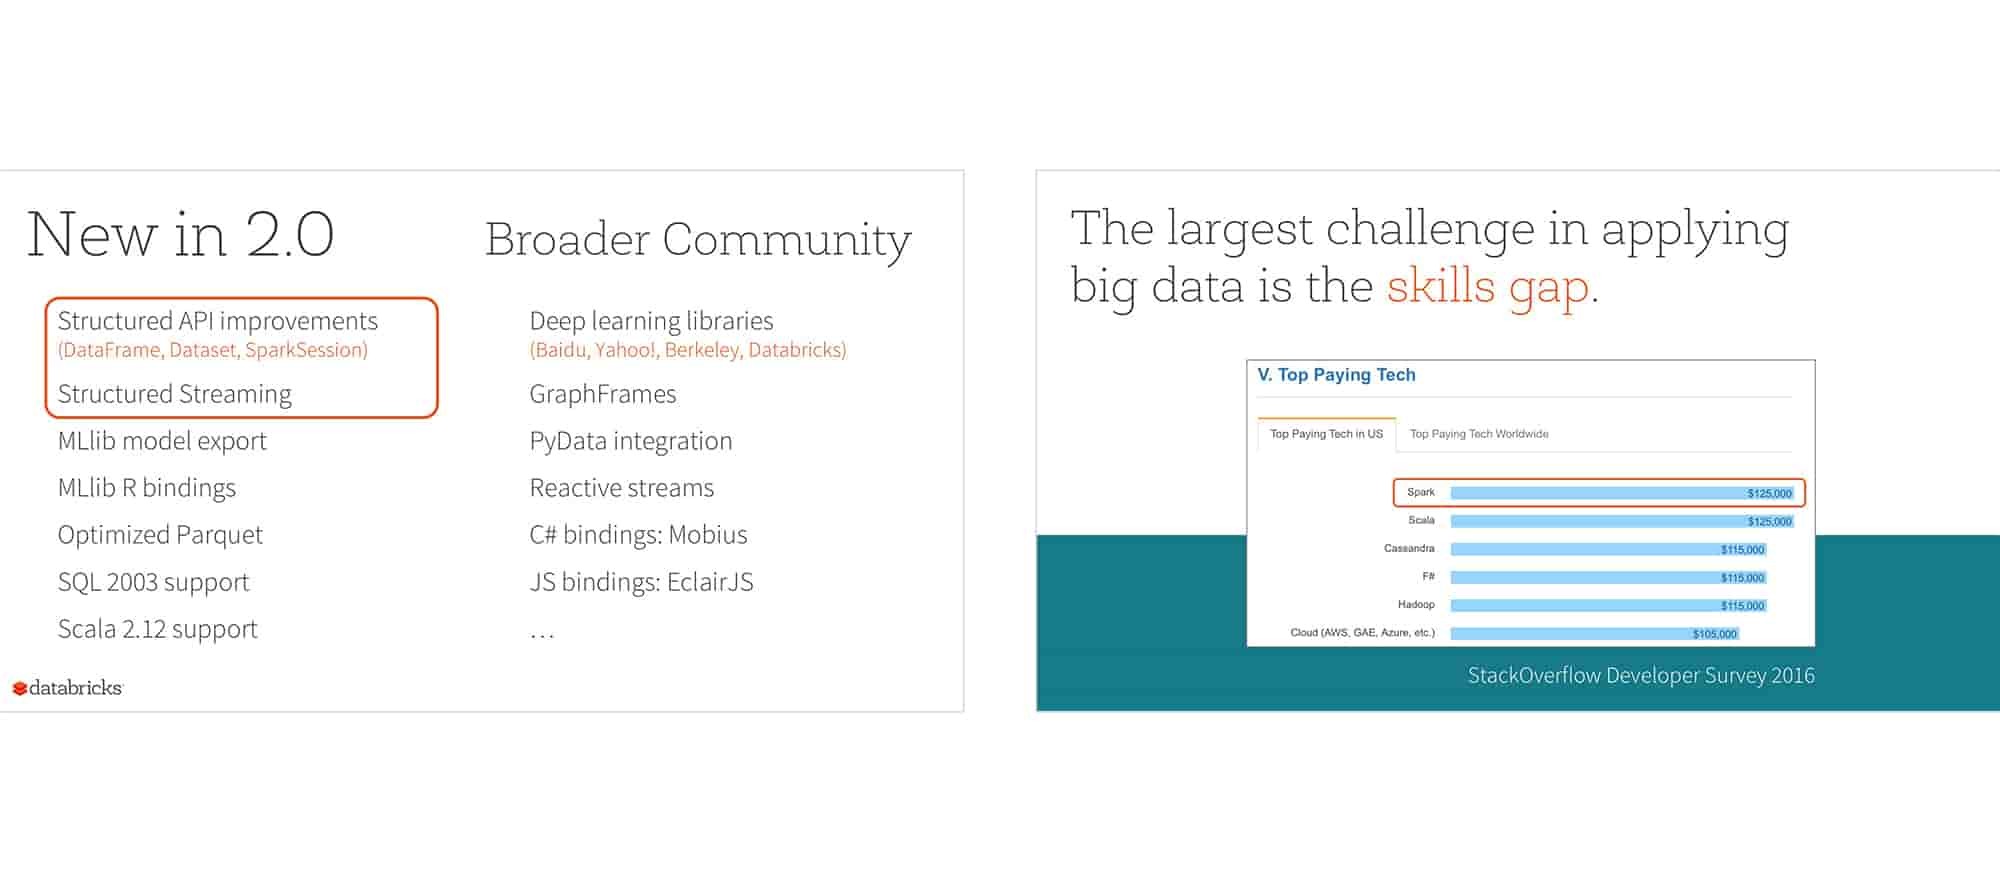 New in 2.0
Structured API improvements
(DataFrame, Dataset, SparkSession)
Structured Streaming
MLlib model export
MLlib R bindings
Optimized Parquet
SQL 2003 support
Scala 2.12 support
Broader Community
Deep learning libraries
(Baidu, Yahoo!, Berkeley, Databricks)
GraphFrames
PyData integration
Reactive streams
C# bindings: Mobius
JS bindings: EclairJS
…
databricks
The largest challenge in applying
big data is the skills gap.
V. Top Paying Tech
Top Paying Tech in US Top Paying Tech Worldwide
Spark $125,000
Scala $125,000
Cassandra $115,000
F# $115,000
Hadoop $115,000
Cloud (AWS, GAE, Azure, etc.) $105,000
StackOverflow Developer Survey 2016